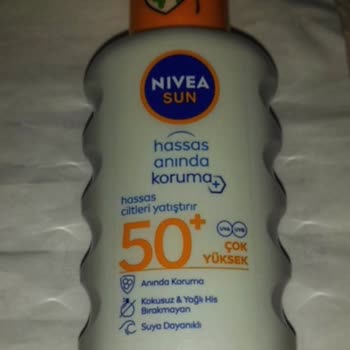 NIVEA
SUN
hassas
anında
koruma+
hassas
ciltleri yatıştırır
50+
UVA UVB
ÇOK
YÜKSEK
Anında Koruma
Kokusuz & Yağlı His
Bırakmayan
Suya Dayanıklı